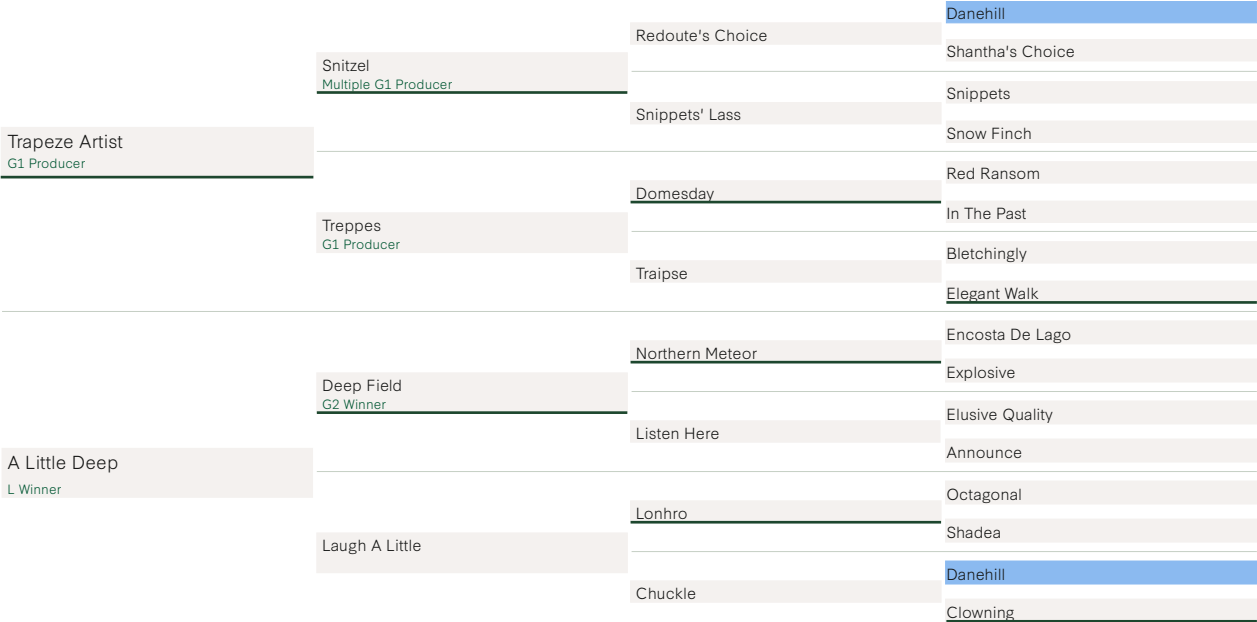 Danehill
Redoute's Choice
Shantha's Choice
Snitzel
Multiple G1 Producer
Snippets
Snippets' Lass
Snow Finch
Trapeze Artist
G1 Producer
Red Ransom
Domesday
In The Past
Treppes
G1 Producer
Bletchingly
Traipse
Elegant Walk
Encosta De Lago
Northern Meteor
Explosive
Deep Field
G2 Winner
Elusive Quality
Listen Here
Announce
A Little Deep
L Winner
Octagonal
Lonhro
Shadea
Laugh A Little
Danehill
Chuckle
Clowning